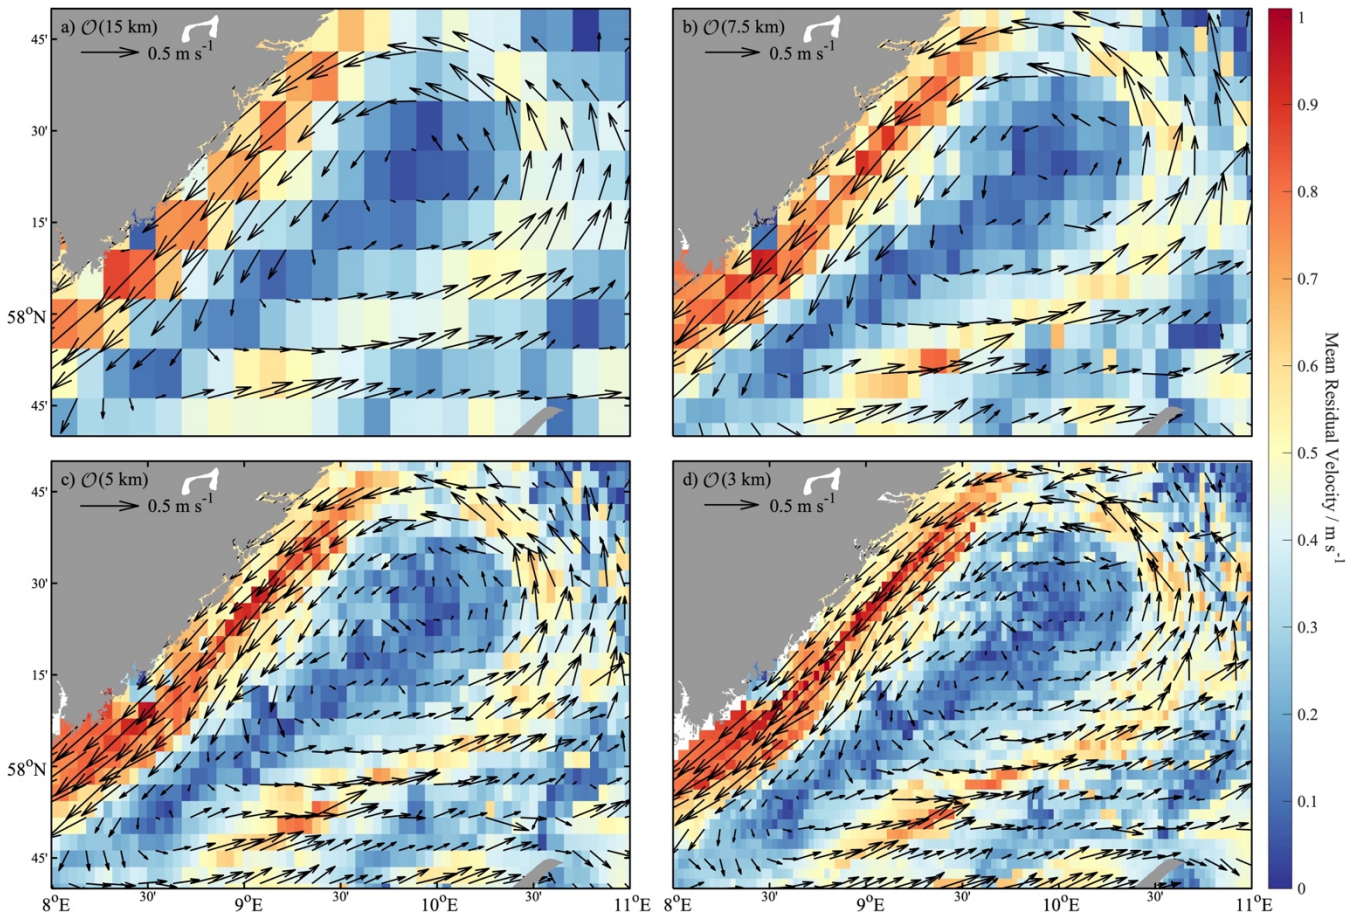 a) 𝒪(15 km)
0.5 m s⁻¹
b) 𝒪(7.5 km)
0.5 m s⁻¹
45'
30'
15'
58°N
45'
c) 𝒪(5 km)
0.5 m s⁻¹
d) 𝒪(3 km)
0.5 m s⁻¹
45'
30'
15'
58°N
45'
8°E 30' 9°E 30' 10°E 30' 11°E
8°E 30' 9°E 30' 10°E 30' 11°E
1
0.9
0.8
0.7
0.6
0.5
0.4
0.3
0.2
0.1
0
Mean Residual Velocity / m s⁻¹